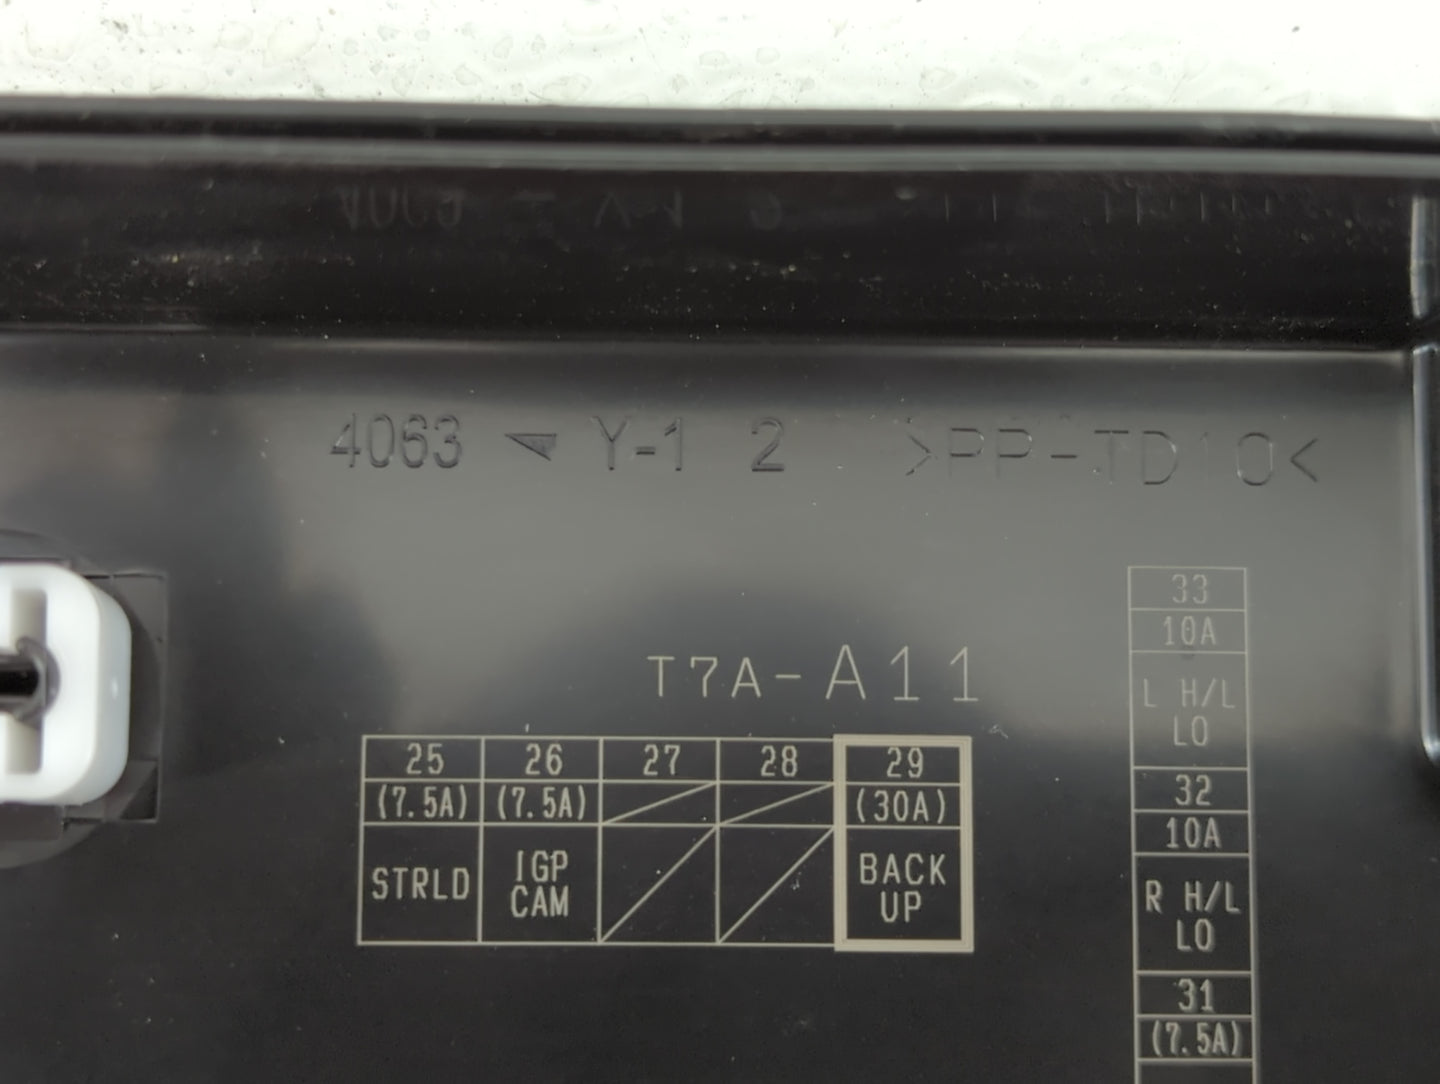 4063 Y-1 2 >PP-TD10<
T7A-A11
25 26 27 28 29
(7.5A) (7.5A) (30A)
STRLD IGP CAM BACK UP
33
10A
L H/L
LO
32
10A
R H/L
LO
31
(7.5A)